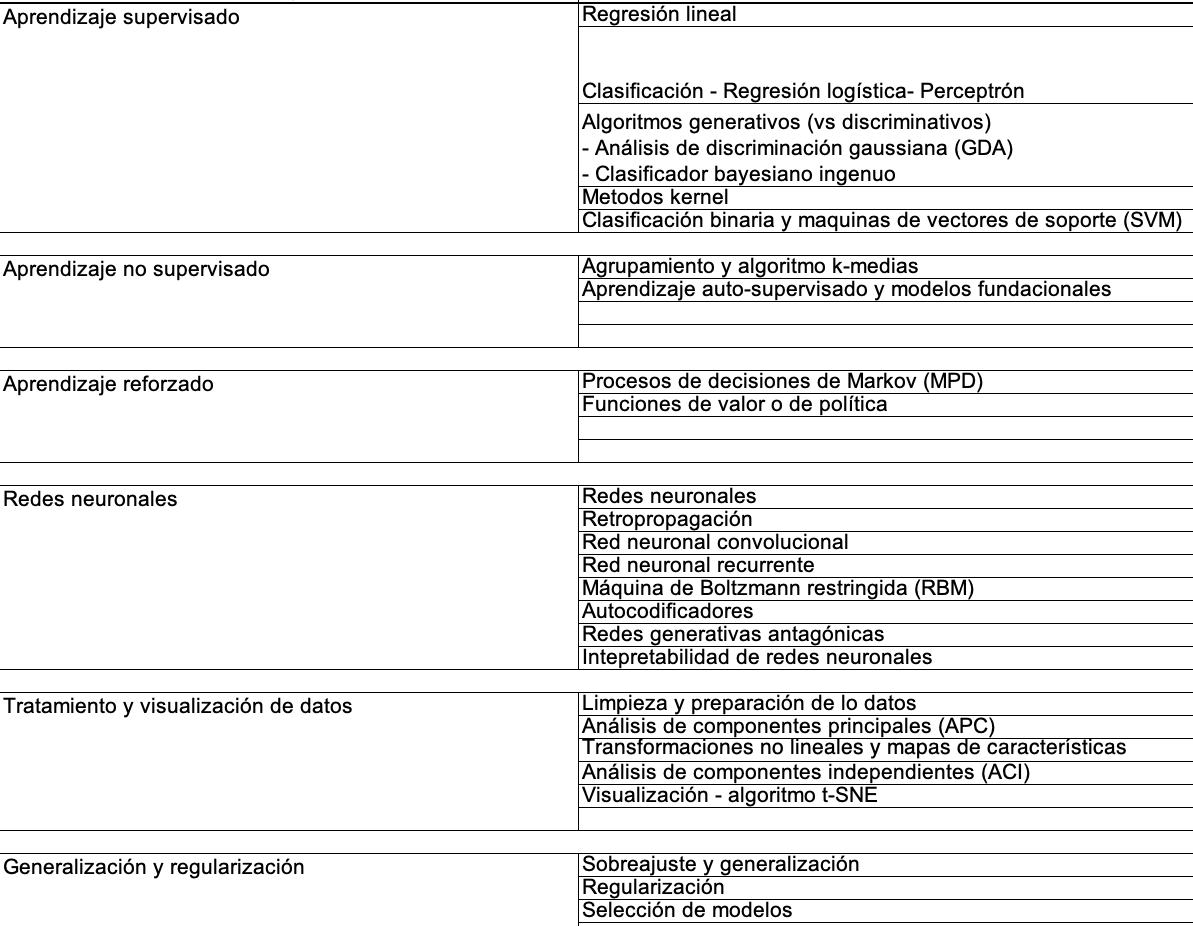 Aprendizaje supervisado
Regresión lineal
Clasificación - Regresión logística- Perceptrón
Algoritmos generativos (vs discriminativos)
- Análisis de discriminación gaussiana (GDA)
- Clasificador bayesiano ingenuo
Metodos kernel
Clasificación binaria y maquinas de vectores de soporte (SVM)
Aprendizaje no supervisado
Agrupamiento y algoritmo k-medias
Aprendizaje auto-supervisado y modelos fundacionales
Aprendizaje reforzado
Procesos de decisiones de Markov (MPD)
Funciones de valor o de política
Redes neuronales
Redes neuronales
Retropropagación
Red neuronal convolucional
Red neuronal recurrente
Máquina de Boltzmann restringida (RBM)
Autocodificadores
Redes generativas antagónicas
Intepretabilidad de redes neuronales
Tratamiento y visualización de datos
Limpieza y preparación de lo datos
Análisis de componentes principales (APC)
Transformaciones no lineales y mapas de características
Análisis de componentes independientes (ACI)
Visualización - algoritmo t-SNE
Generalización y regularización
Sobreajuste y generalización
Regularización
Selección de modelos